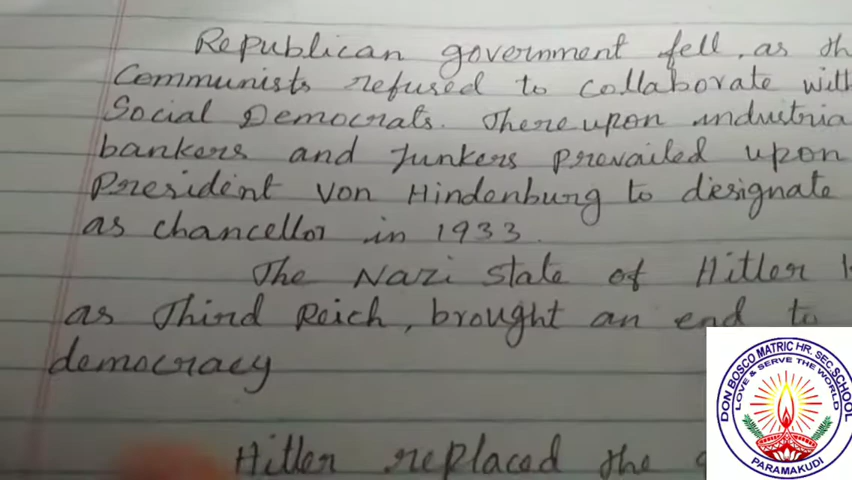 Republican government fell, as th
Communists refused to collaborate with
Social Democrats. Thereupon industria
bankers and Junkers prevailed upon
President Von Hindenburg to designate
as chancellor in 1933.
The Nazi state of Hitler
as Third Reich, brought an end to
democracy
Hitler replaced the
DON BOSCO MATRIC HR. SEC. SCHOOL
LOVE & SERVE THE WORLD
PARAMAKUDI